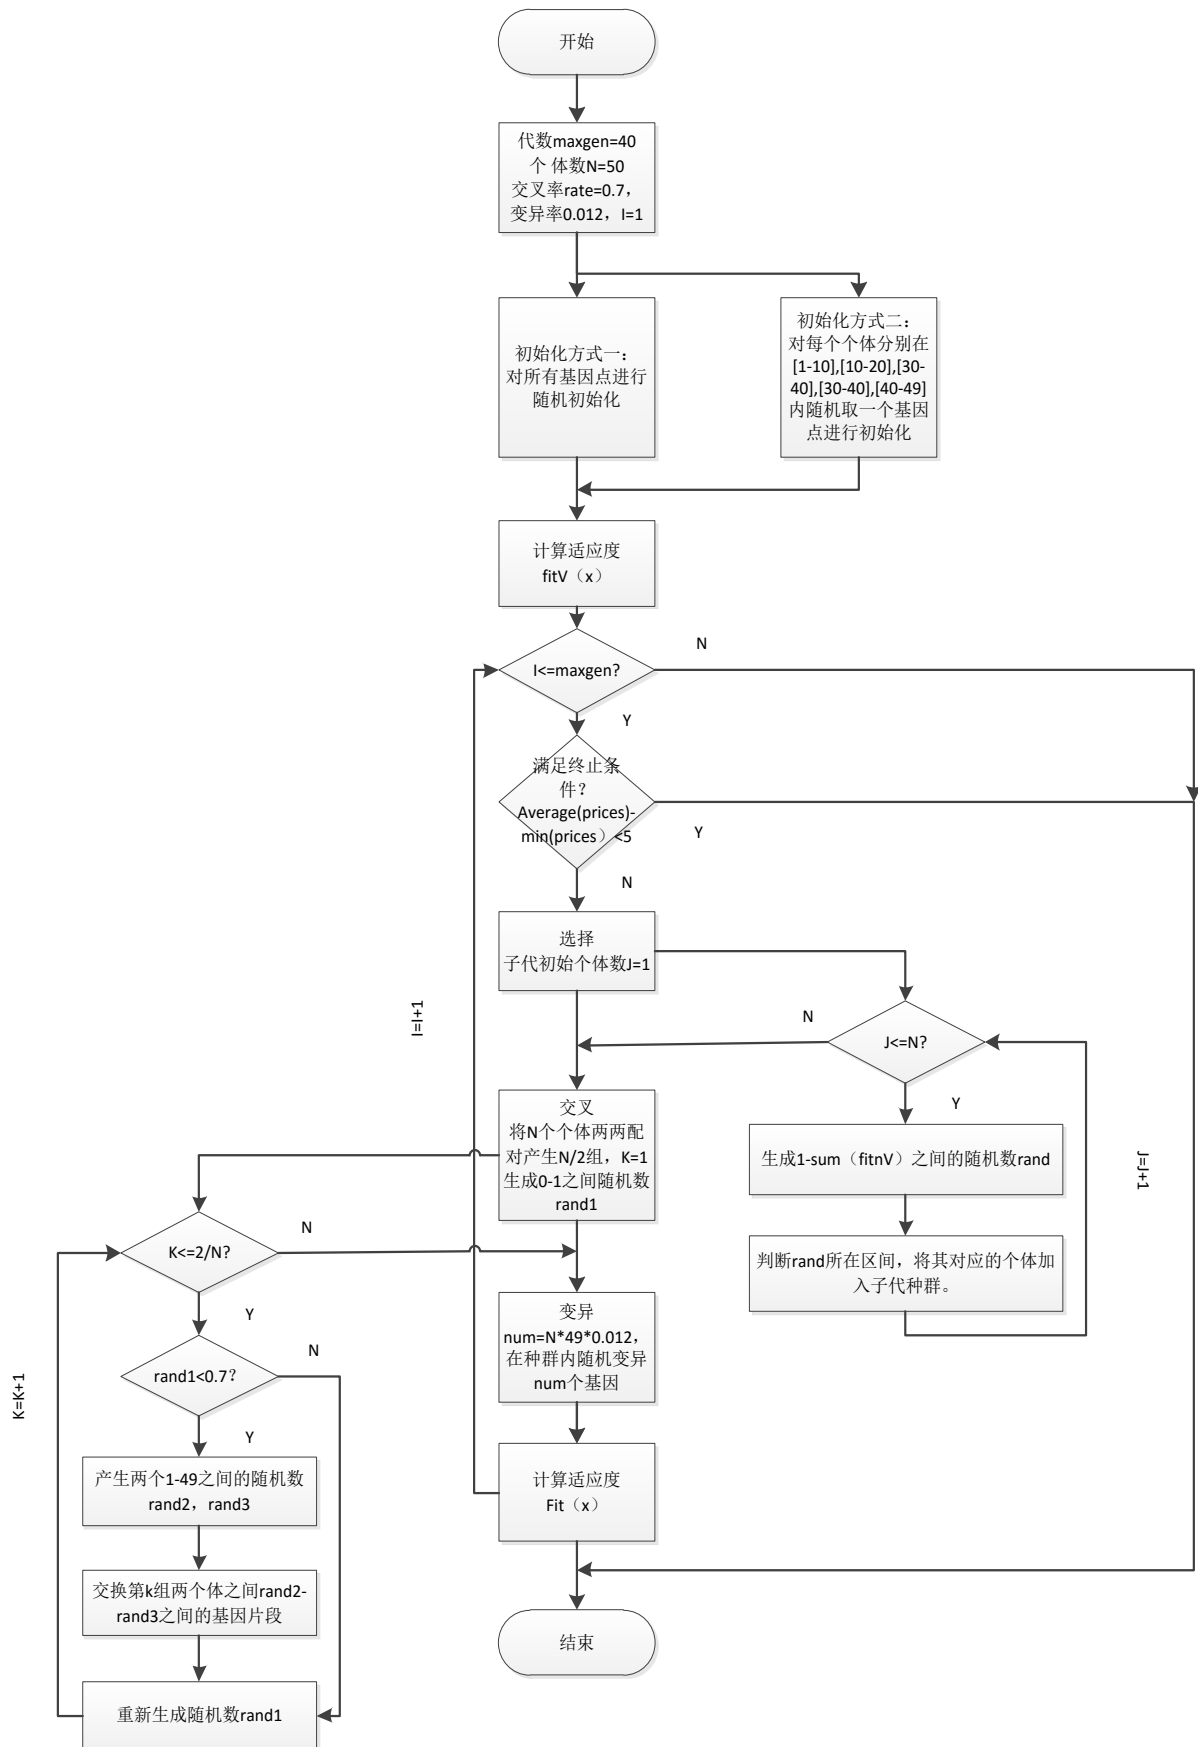 开始
代数maxgen=40
个 体数N=50
交叉率rate=0.7，
变异率0.012，I=1
初始化方式一：
对所有基因点进行
随机初始化
初始化方式二：
对每个个体分别在
[1-10],[10-20],[30-
40],[30-40],[40-49]
内随机取一个基因
点进行初始化
计算适应度
fitV（x）
I<=maxgen?
N
Y
满足终止条
件？
Average(prices)-
min(prices）<5
Y
N
选择
子代初始个体数J=1
I=I+1
J<=N?
N
Y
生成1-sum（fitnV）之间的随机数rand
判断rand所在区间，将其对应的个体加
入子代种群。
J=J+1
交叉
将N个个体两两配
对产生N/2组，K=1
生成0-1之间随机数
rand1
K<=2/N?
N
Y
rand1<0.7？
N
Y
K=K+1
产生两个1-49之间的随机数
rand2，rand3
交换第k组两个体之间rand2-
rand3之间的基因片段
重新生成随机数rand1
变异
num=N*49*0.012，
在种群内随机变异
num个基因
计算适应度
Fit（x）
结束